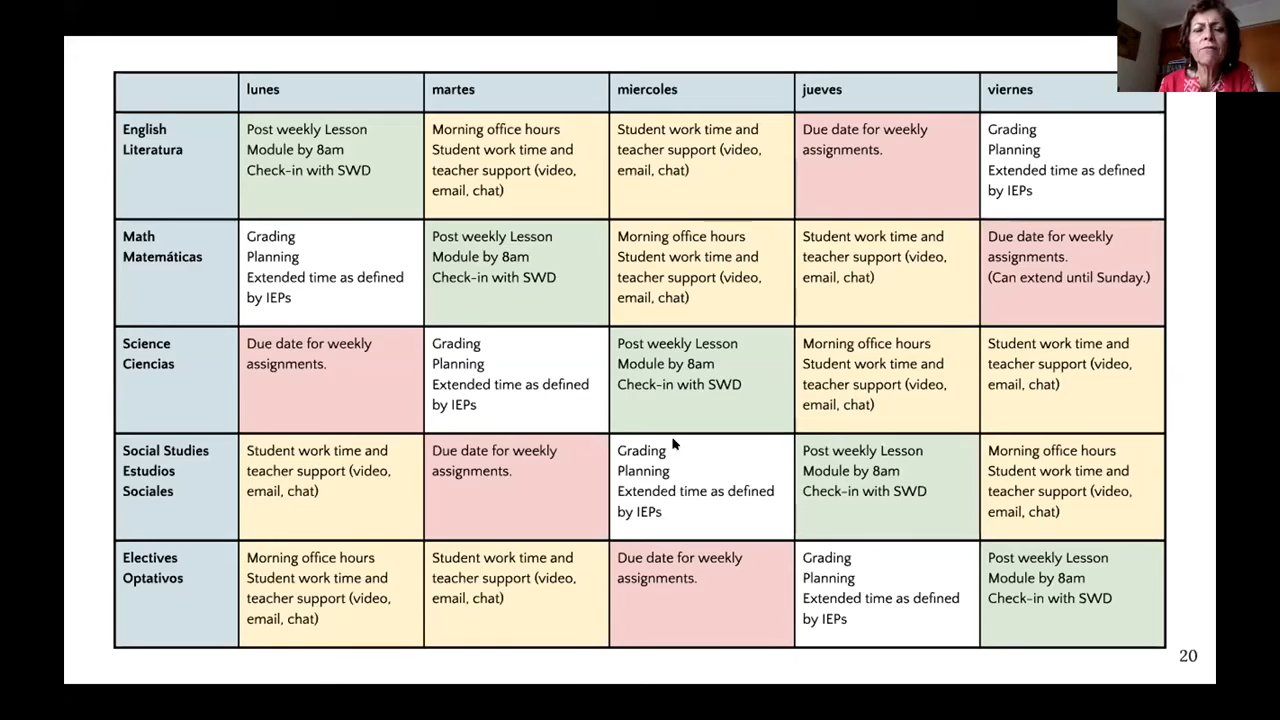 lunes martes miercoles jueves viernes
English
Literatura
Post weekly Lesson
Module by 8am
Check-in with SWD
Morning office hours
Student work time and
teacher support (video,
email, chat)
Student work time and
teacher support (video,
email, chat)
Due date for weekly
assignments.
Grading
Planning
Extended time as defined
by IEPs
Math
Matemáticas
Grading
Planning
Extended time as defined
by IEPs
Post weekly Lesson
Module by 8am
Check-in with SWD
Morning office hours
Student work time and
teacher support (video,
email, chat)
Student work time and
teacher support (video,
email, chat)
Due date for weekly
assignments.
(Can extend until Sunday.)
Science
Ciencias
Due date for weekly
assignments.
Grading
Planning
Extended time as defined
by IEPs
Post weekly Lesson
Module by 8am
Check-in with SWD
Morning office hours
Student work time and
teacher support (video,
email, chat)
Student work time and
teacher support (video,
email, chat)
Social Studies
Estudios
Sociales
Student work time and
teacher support (video,
email, chat)
Due date for weekly
assignments.
Grading
Planning
Extended time as defined
by IEPs
Post weekly Lesson
Module by 8am
Check-in with SWD
Morning office hours
Student work time and
teacher support (video,
email, chat)
Electives
Optativos
Morning office hours
Student work time and
teacher support (video,
email, chat)
Student work time and
teacher support (video,
email, chat)
Due date for weekly
assignments.
Grading
Planning
Extended time as defined
by IEPs
Post weekly Lesson
Module by 8am
Check-in with SWD
20